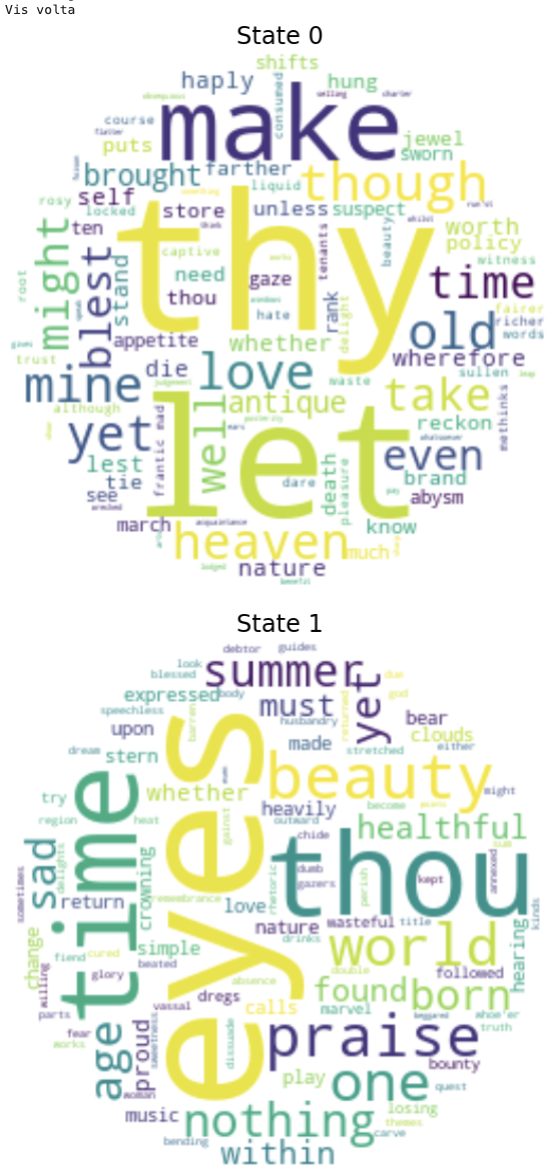 Vis volta
State 0
shifts
haply
hung
consumed
make
course
puts
jewel
sworn
brought
farther
though
liquid
rosy
self
locked
store
unless
suspect
ten
thy
tenants
beauty
worth
policy
witness
might
blest
stand
captive
need
gaze
thou
hate
rank
delight
time
root
fairer
richer
words
old
trust
appetite
whether
wherefore
mine
die
love
waste
sullen
take
although
yet
frantic mad
well
antique
let
reckon
methinks
lest
tie
see
dare
death
pleasure
even
brand
abysm
march
know
heaven
much
nature
State 1
debtor
guides
look
blessed
summer
yet
due
god
expressed
body
speechless
must
returned
bear
barren
husbandry
upon
made
clouds
either
dream
stern
eyes
stretched
beauty
might
try
time
whether
heavily
become
region
heat
outward
against
chide
healthful
sad
delights
crowning
thou
sometimes
dumb
gazers
kept
annexed
perish
rhetoric
remembrance
return
love
kinds
nature
wasteful
title
change
simple
drinks
world
hearing
fiend
cured
beated
double
followed
glory
absence
willing
dregs
found
born
parts
vassal
calls
marvel
whoe'er
truth
fear
works
age
proud
sweetness
dissuade
praise
beggared
bounty
woman
play
one
quest
music
nothing
losing
themes
carve
bending
within